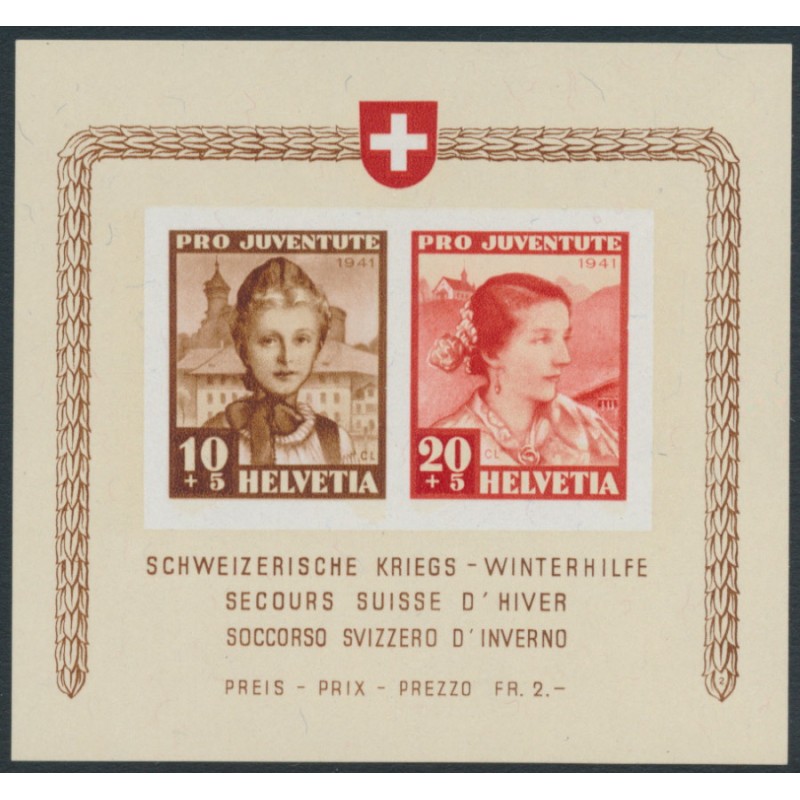 PRO JUVENTUTE
1941
CL
10
+5 HELVETIA
PRO JUVENTUTE
1941
CL
20
+5 HELVETIA
SCHWEIZERISCHE KRIEGS - WINTERHILFE
SECOURS SUISSE D'HIVER
SOCCORSO SVIZZERO D'INVERNO
PREIS - PRIX - PREZZO FR. 2.-
2